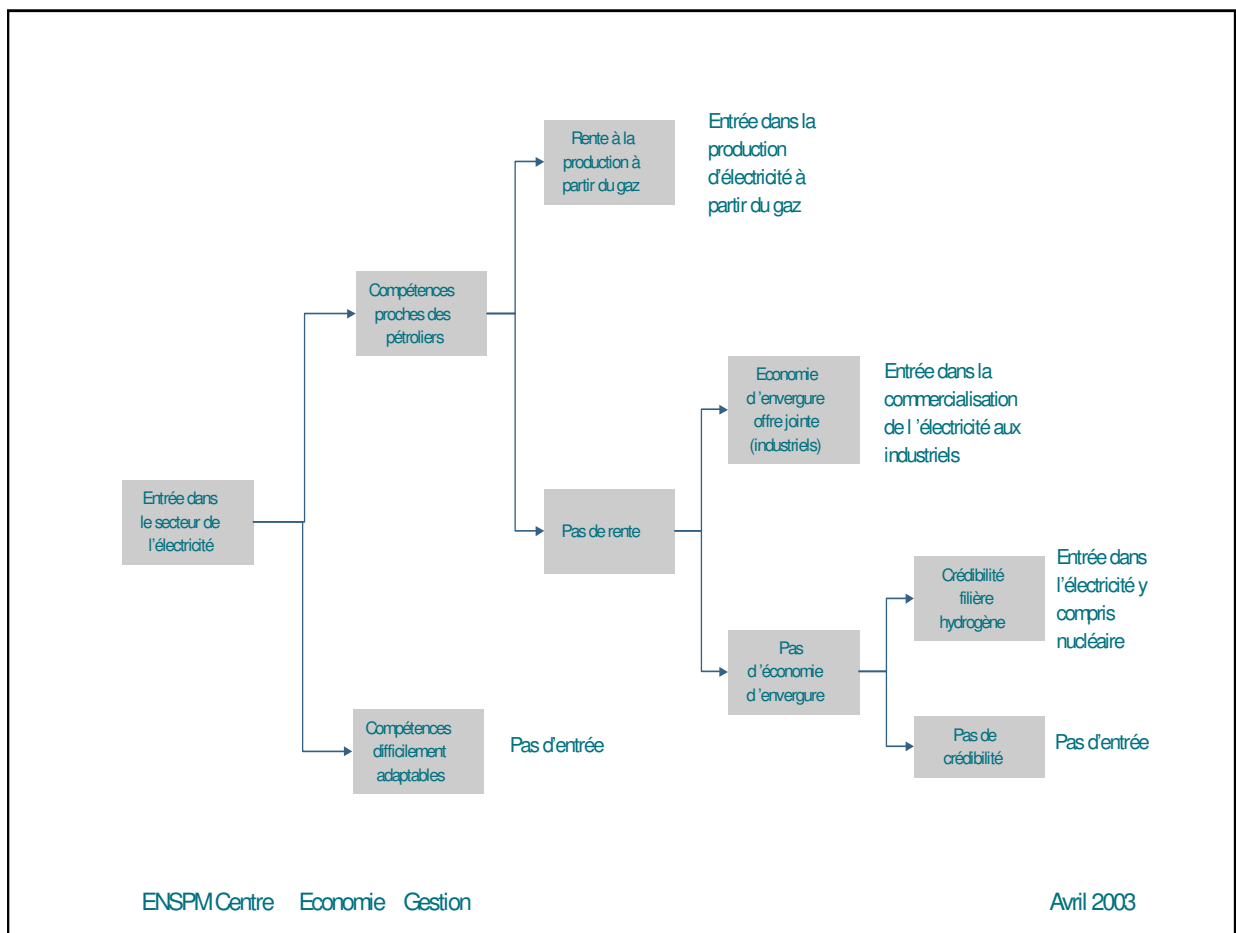 Rente à la
production à
partir du gaz
Entrée dans la
production
d'électricité à
partir du gaz
Compétences
proches des
pétroliers
Economie
d 'envergure
offre jointe
(industriels)
Entrée dans la
commercialisation
de l 'électricité aux
industriels
Entrée dans
le secteur de
l'électricité
Pas de rente
Crédibilité
filière
hydrogène
Entrée dans
l'électricité y
compris
nucléaire
Pas
d 'économie
d 'envergure
Compétences
difficilement
adaptables
Pas d'entrée
Pas de
crédibilité
Pas d'entrée
ENSPM Centre Economie Gestion
Avril 2003